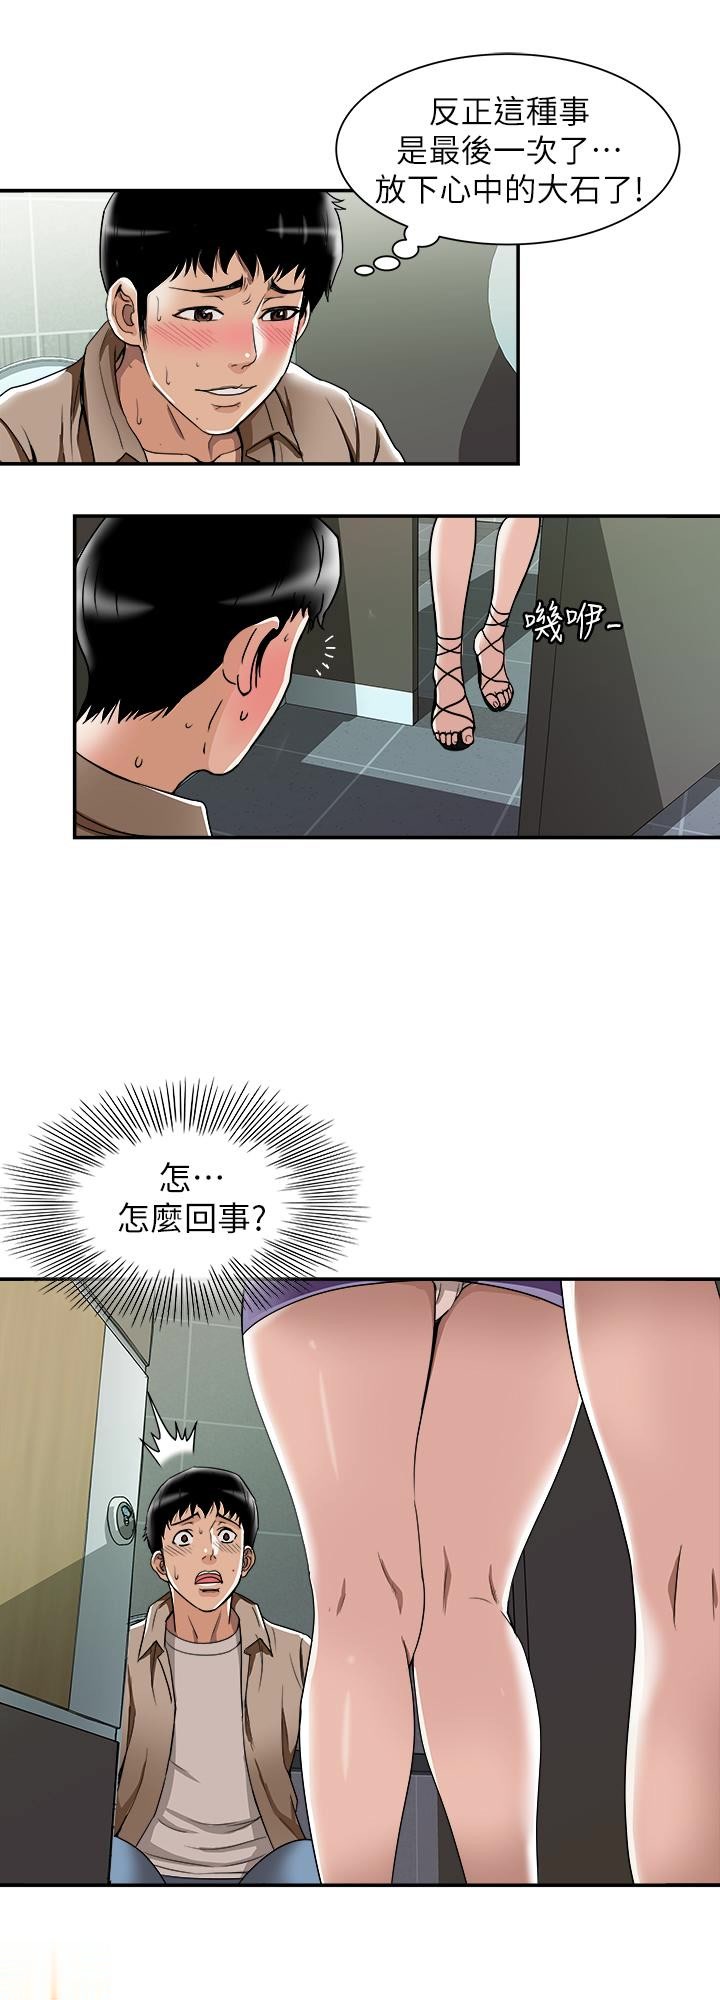 反正這種事
是最後一次了…
放下心中的大石了!
嘰咿-
怎…
怎麼回事?